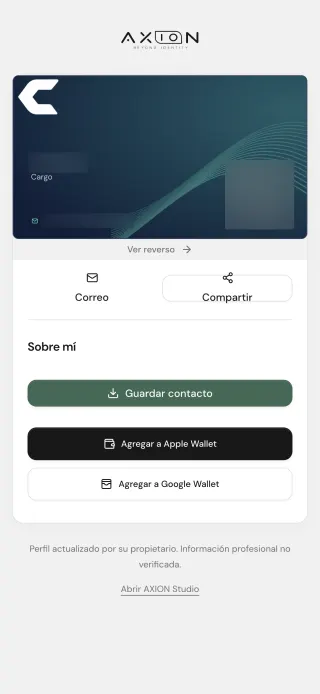 AXION
BEYOND IDENTITY
Cargo
Ver reverso
Correo
Compartir
Sobre mí
Guardar contacto
Agregar a Apple Wallet
Agregar a Google Wallet
Perfil actualizado por su propietario. Información profesional no
verificada.
Abrir AXION Studio